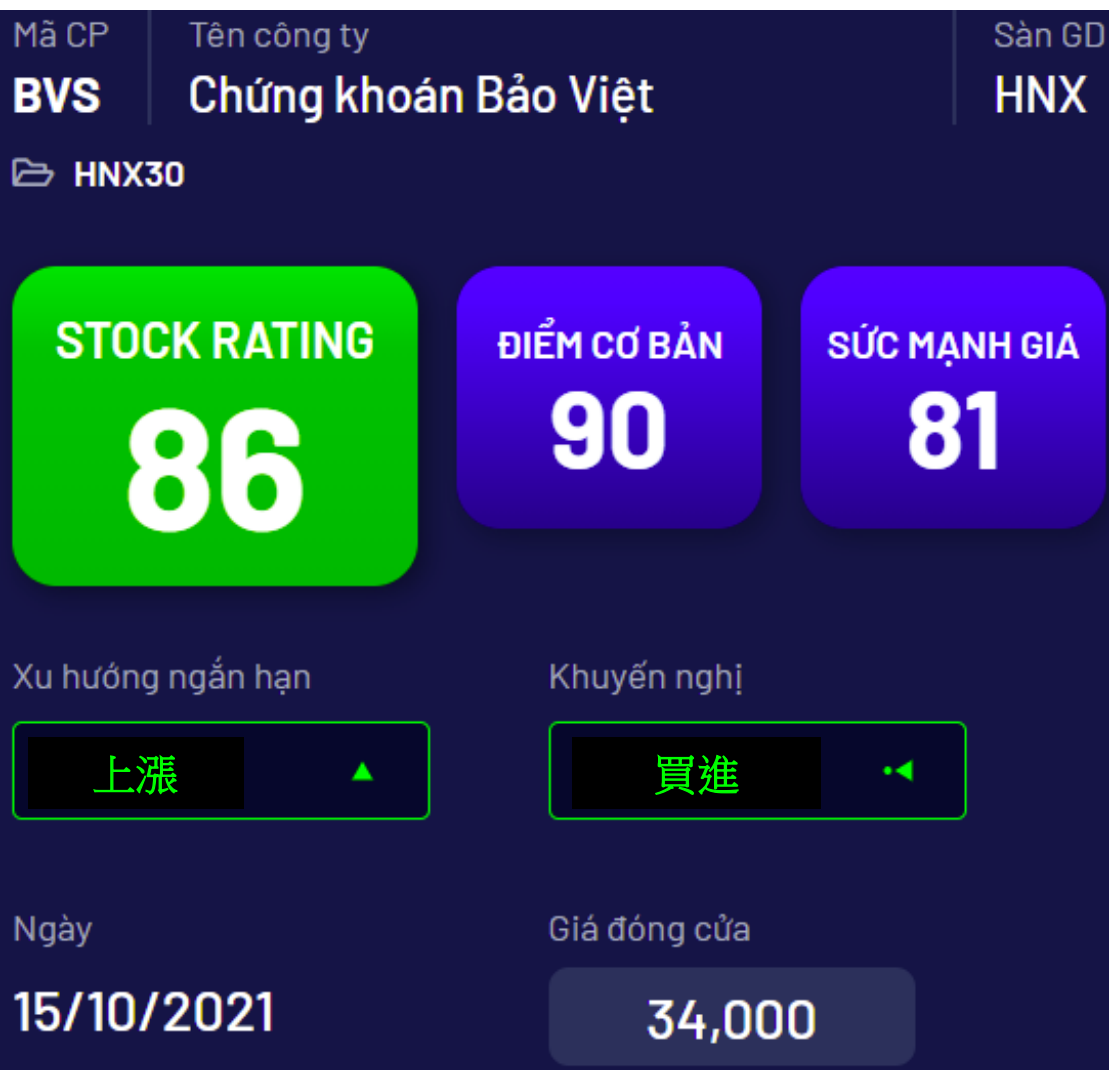 Mã CP Tên công ty Sàn GD
BVS Chứng khoán Bảo Việt HNX
HNX30
STOCK RATING ĐIỂM CƠ BẢN SỨC MẠNH GIÁ
86 90 81
Xu hướng ngắn hạn Khuyến nghị
上漲 買進
Ngày Giá đóng cửa
15/10/2021 34,000